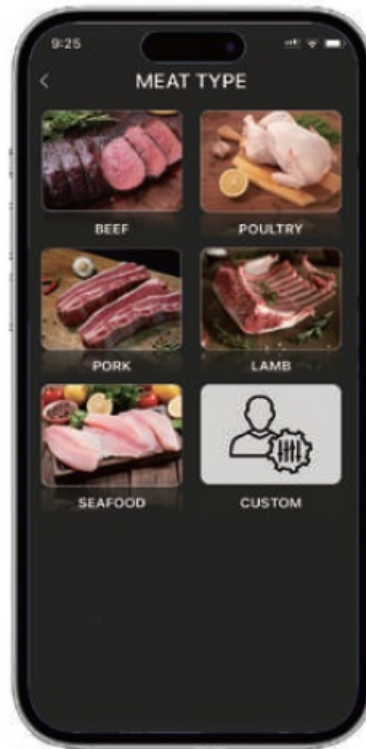 9:25
MEAT TYPE
BEEF POULTRY
PORK LAMB
SEAFOOD CUSTOM